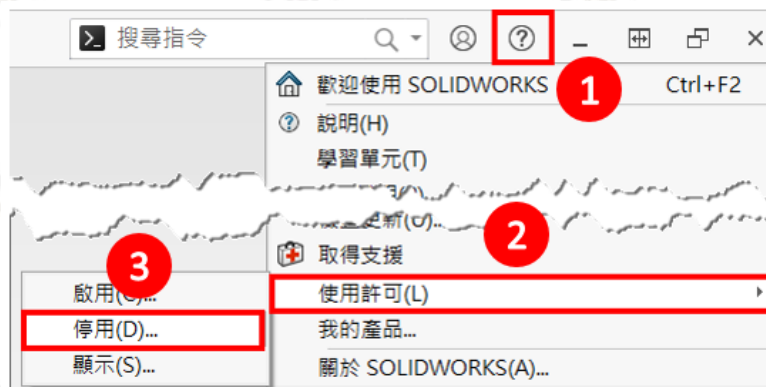 搜尋指令
1
歡迎使用 SOLIDWORKS Ctrl+F2
說明(H)
學習單元(T)
更新(U)...
2
取得支援
3
使用許可(L)
啟用
停用(D)...
我的產品...
顯示(S)...
關於 SOLIDWORKS(A)...